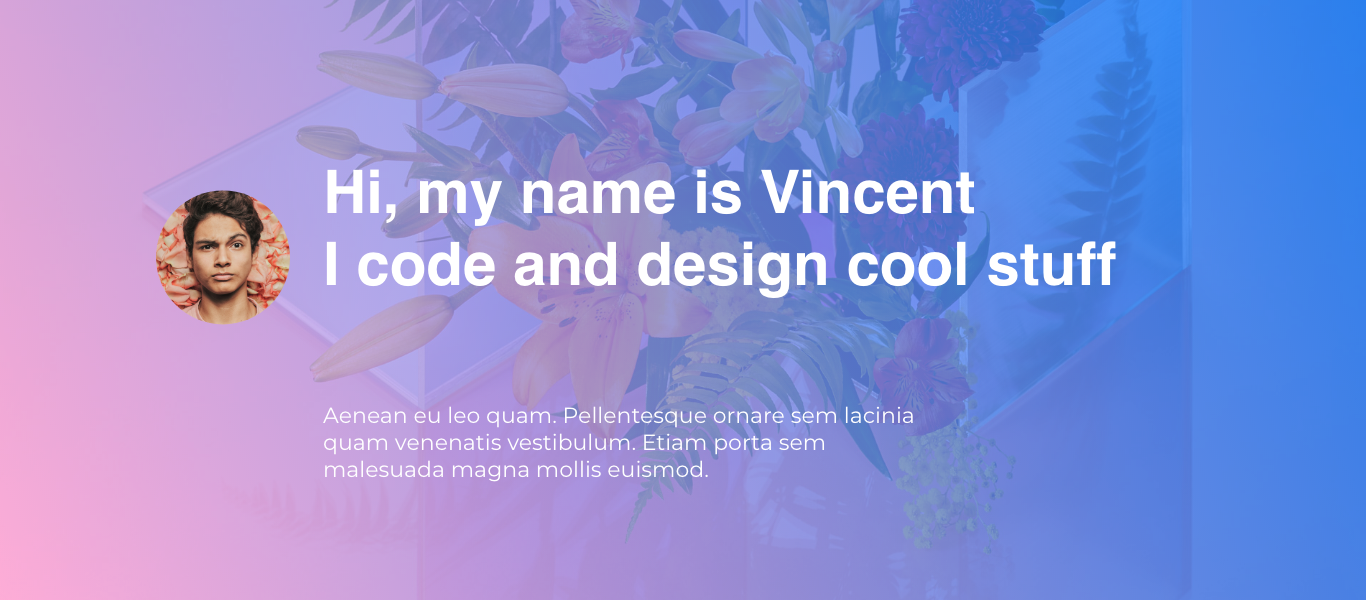 Hi, my name is Vincent
I code and design cool stuff
Aenean eu leo quam. Pellentesque ornare sem lacinia
quam venenatis vestibulum. Etiam porta sem
malesuada magna mollis euismod.